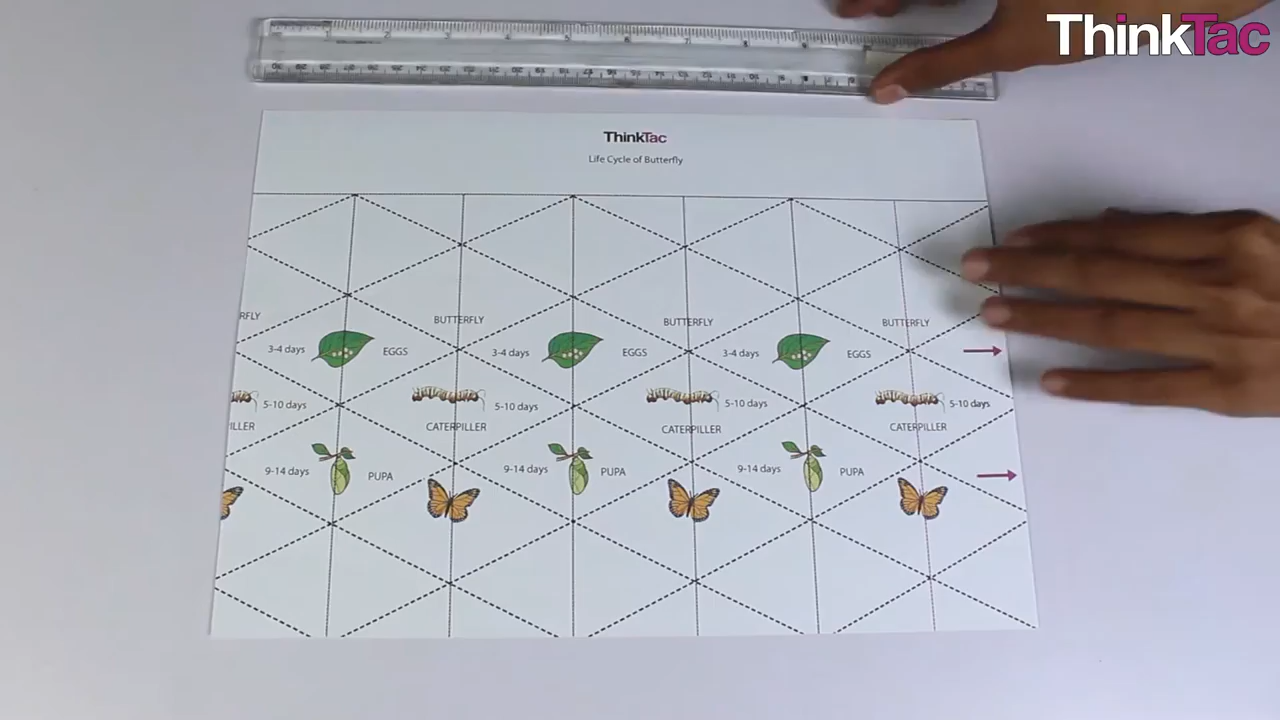 ThinkTac
ThinkTac
Life Cycle of Butterfly
RFLY BUTTERFLY BUTTERFLY BUTTERFLY
3-4 days EGGS 3-4 days EGGS 3-4 days EGGS
5-10 days 5-10 days 5-10 days 5-10 days
ILLER CATERPILLER CATERPILLER CATERPILLER
9-14 days PUPA 9-14 days PUPA 9-14 days PUPA